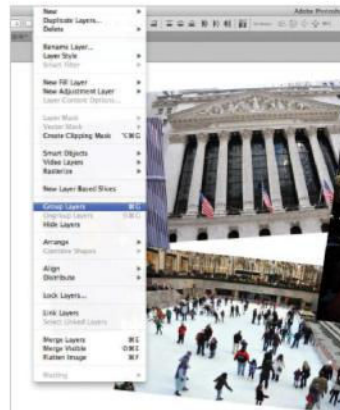 Adobe Photosh
New
Duplicate Layers...
Delete
Rename Layer...
Layer Style
Smart Filter
New Fill Layer
New Adjustment Layer
Layer Content Options...
Layer Mask
Vector Mask
Create Clipping Mask ⌥⌘G
Smart Objects
Video Layers
Rasterize
New Layer Based Slices
Group Layers ⌘G
Ungroup Layers ⇧⌘G
Hide Layers
Arrange
Combine Shapes
Align
Distribute
Lock Layers...
Link Layers
Select Linked Layers
Merge Layers ⌘E
Merge Visible ⇧⌘E
Flatten Image
Matting